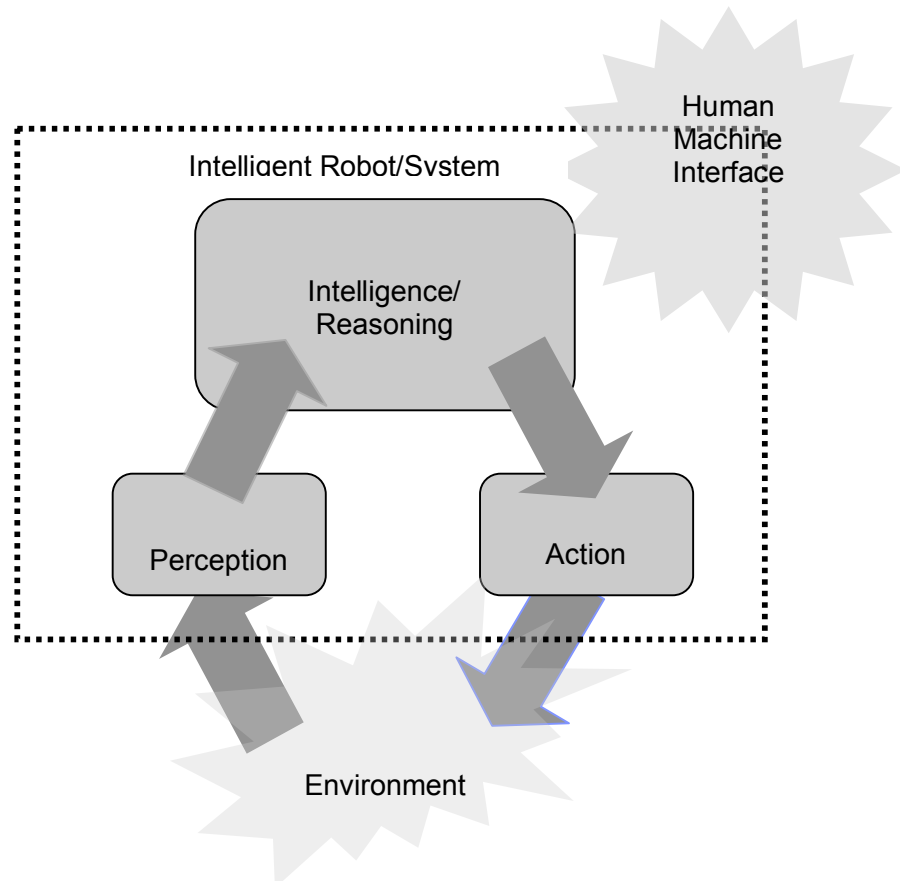 Human
Machine
Interface
Intelligent Robot/System
Intelligence/
Reasoning
Perception
Action
Environment